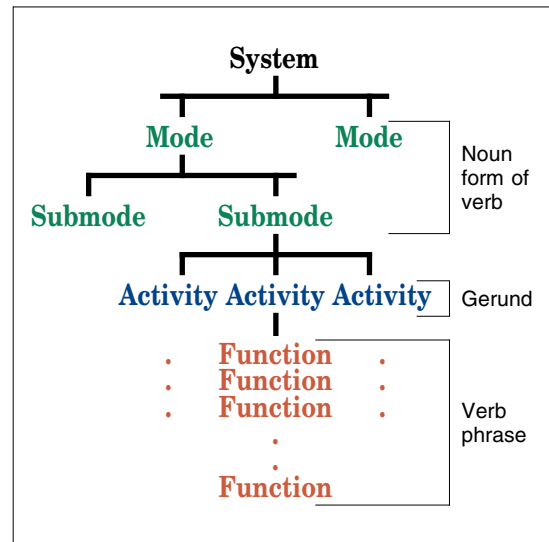 System
Mode Mode
Noun
form of
verb
Submode Submode
Activity Activity Activity
Gerund
. Function .
. Function .
. Function .
.
.
Function
Verb
phrase